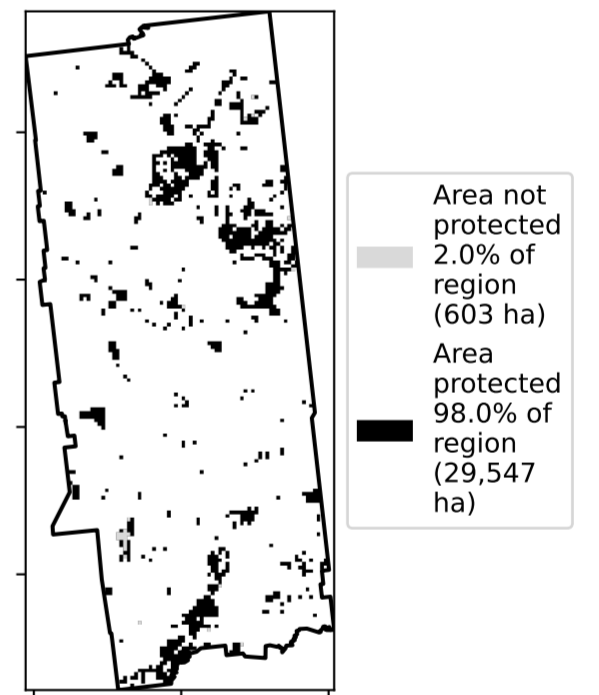 Area not
protected
2.0% of
region
(603 ha)
Area
protected
98.0% of
region
(29,547
ha)